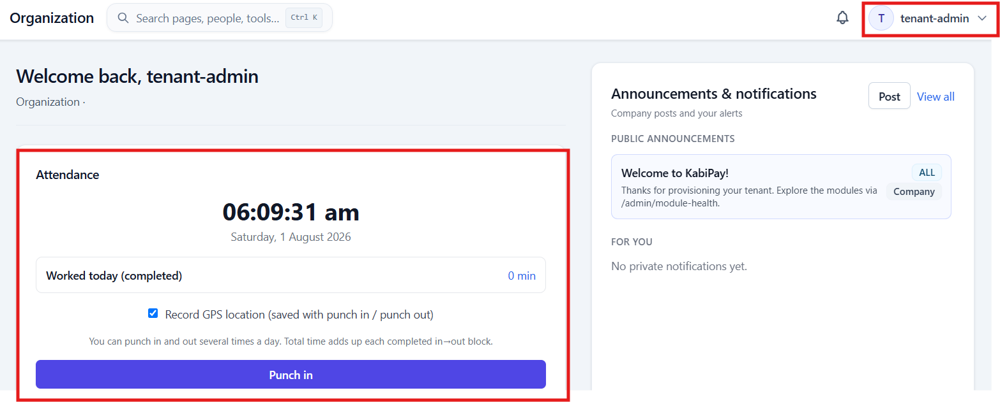 Organization
Search pages, people, tools...
Ctrl K
T
tenant-admin
Welcome back, tenant-admin
Organization ·
Attendance
06:09:31 am
Saturday, 1 August 2026
Worked today (completed)
0 min
Record GPS location (saved with punch in / punch out)
You can punch in and out several times a day. Total time adds up each completed in→out block.
Punch in
Announcements & notifications
Post
View all
Company posts and your alerts
PUBLIC ANNOUNCEMENTS
Welcome to KabiPay!
ALL
Thanks for provisioning your tenant. Explore the modules via
/admin/module-health.
Company
FOR YOU
No private notifications yet.